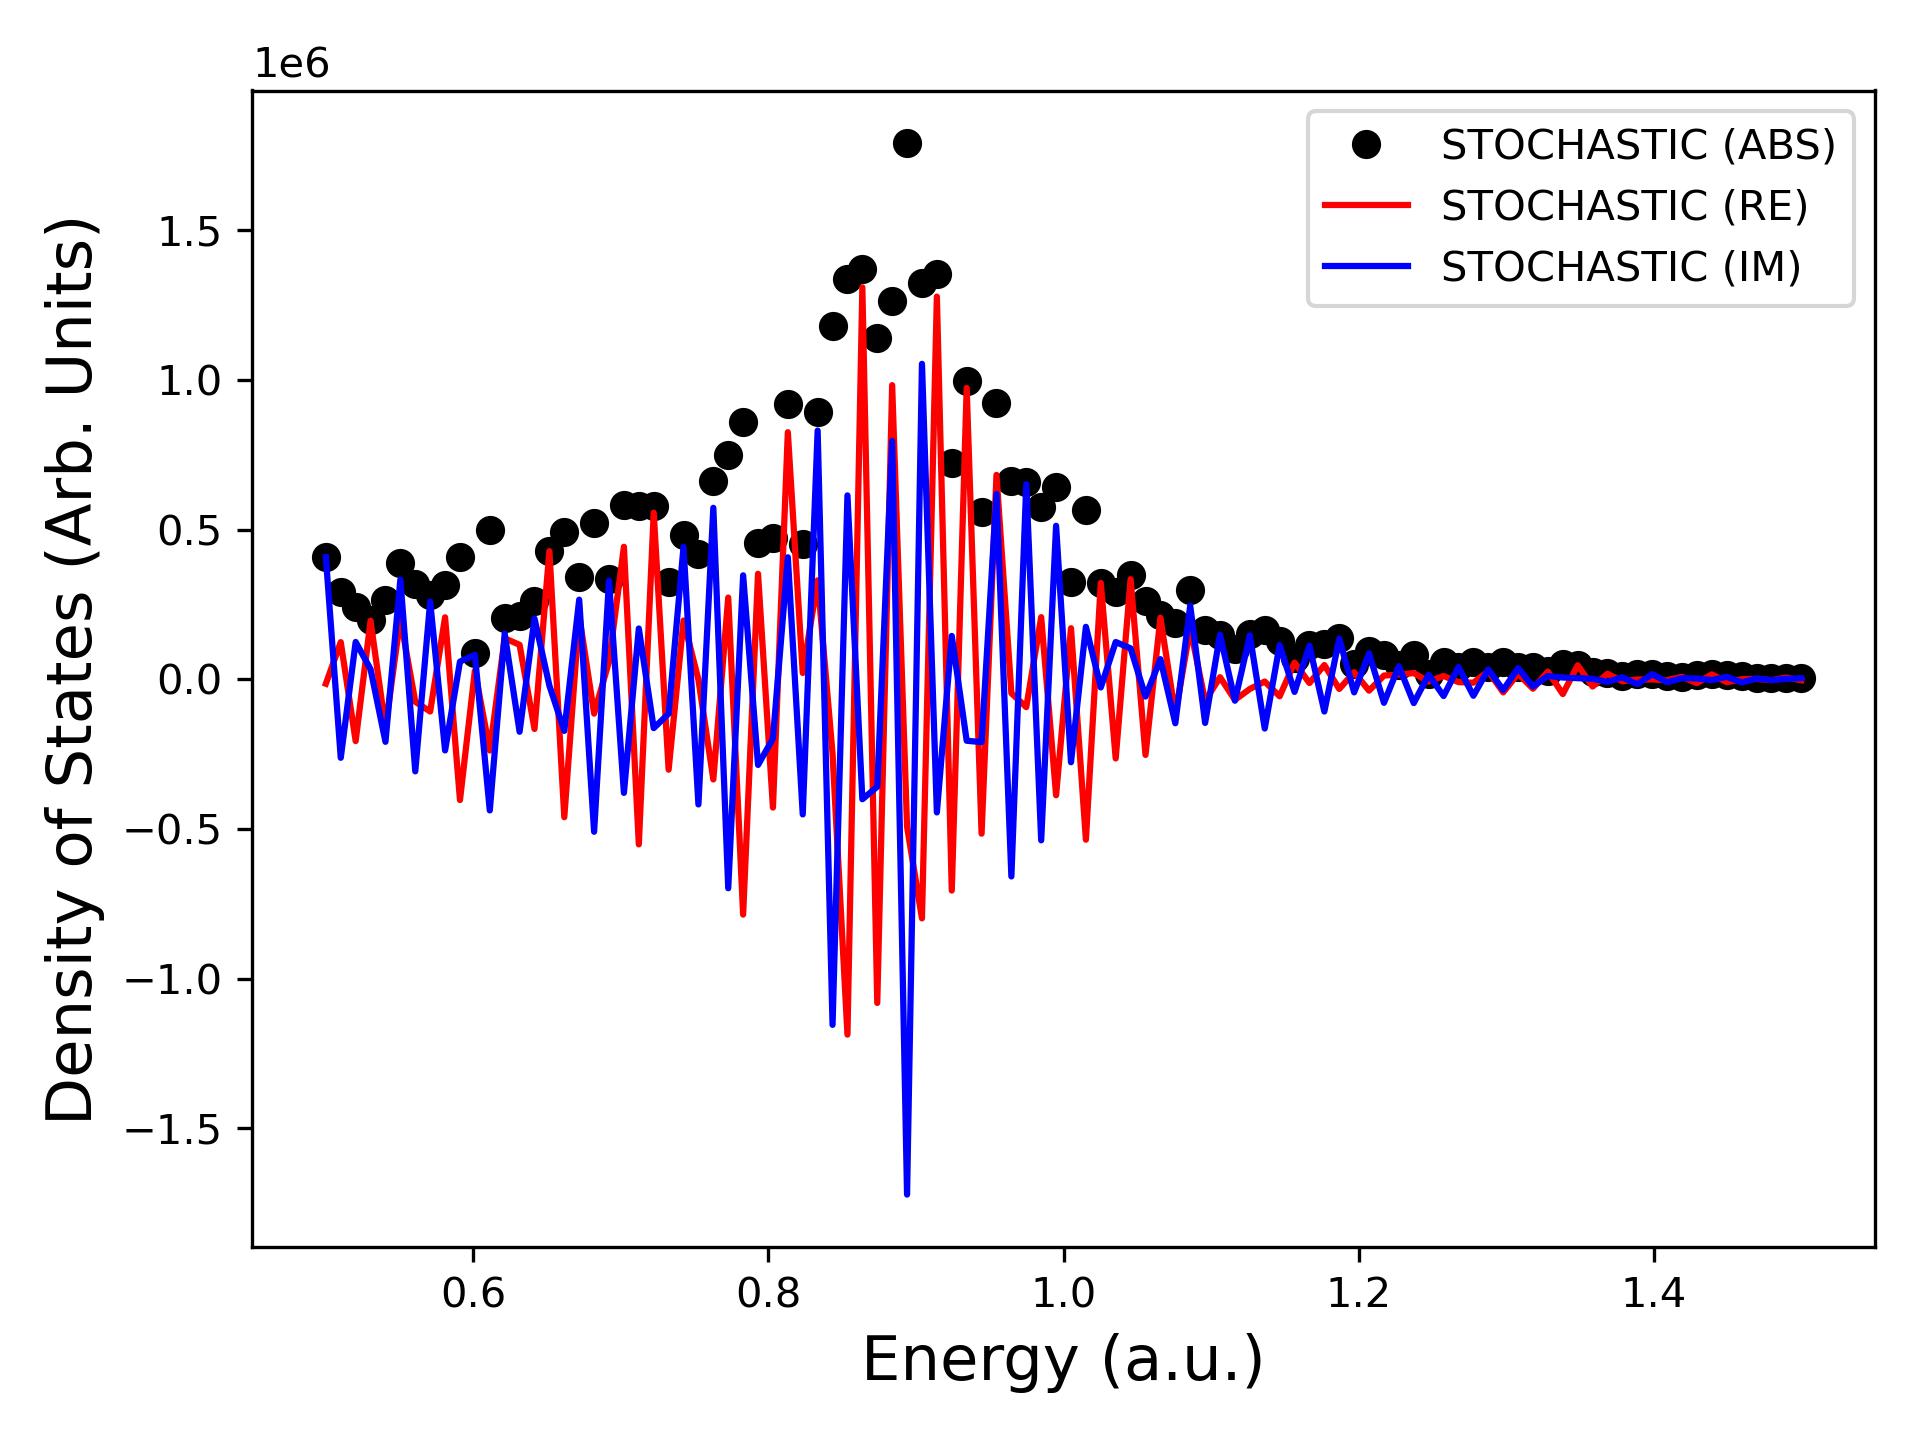 1e6
STOCHASTIC (ABS)
STOCHASTIC (RE)
STOCHASTIC (IM)
Density of States (Arb. Units)
1.5
1.0
0.5
0.0
−0.5
−1.0
−1.5
0.6 0.8 1.0 1.2 1.4
Energy (a.u.)